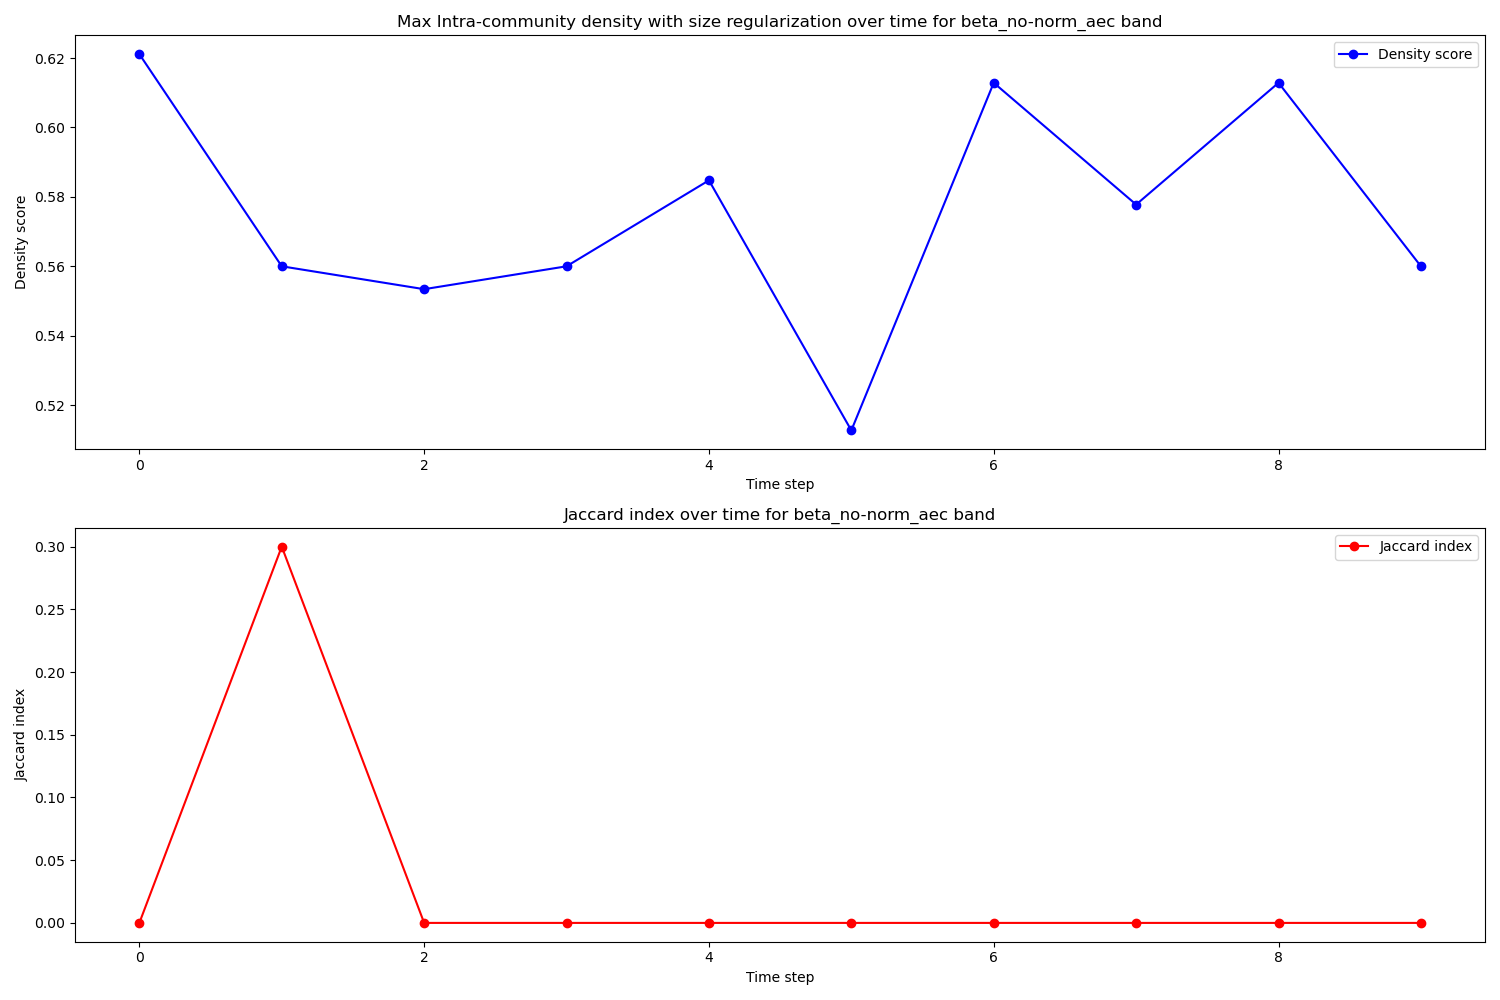 Max Intra-community density with size regularization over time for beta_no-norm_aec band
Density score
0.62
0.60
0.58
0.56
0.54
0.52
Density score
0 2 4 6 8
Time step
Jaccard index over time for beta_no-norm_aec band
Jaccard index
0.30
0.25
0.20
0.15
0.10
0.05
0.00
Jaccard index
0 2 4 6 8
Time step